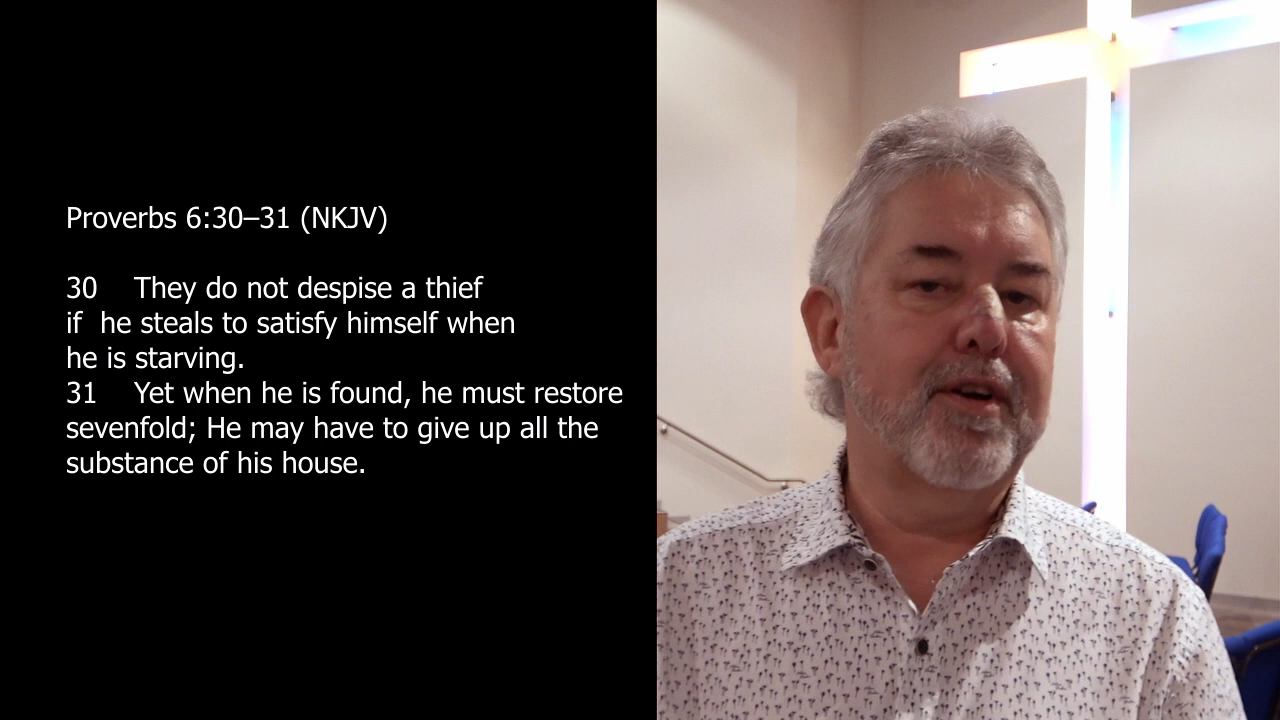 Proverbs 6:30–31 (NKJV)
30 They do not despise a thief
if he steals to satisfy himself when
he is starving.
31 Yet when he is found, he must restore
sevenfold; He may have to give up all the
substance of his house.